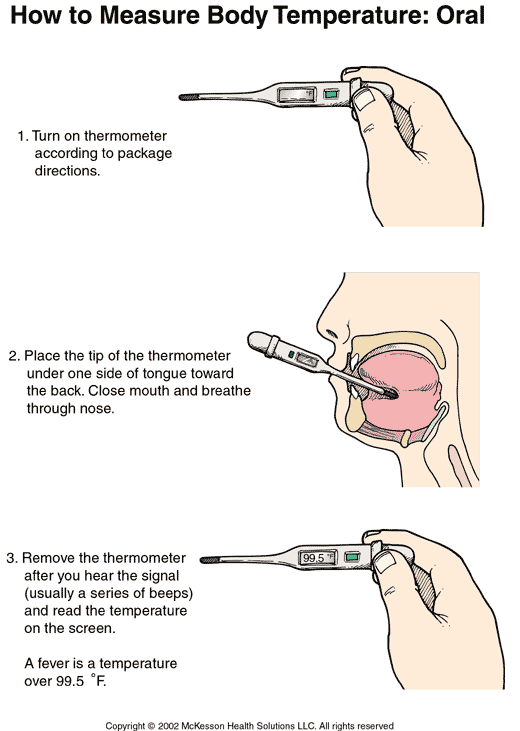 How to Measure Body Temperature: Oral
1. Turn on thermometer
according to package
directions.
2. Place the tip of the thermometer
under one side of tongue toward
the back. Close mouth and breathe
through nose.
3. Remove the thermometer
after you hear the signal
(usually a series of beeps)
and read the temperature
on the screen.
99.5 °F
A fever is a temperature
over 99.5 °F.
Copyright © 2002 McKesson Health Solutions LLC. All rights reserved